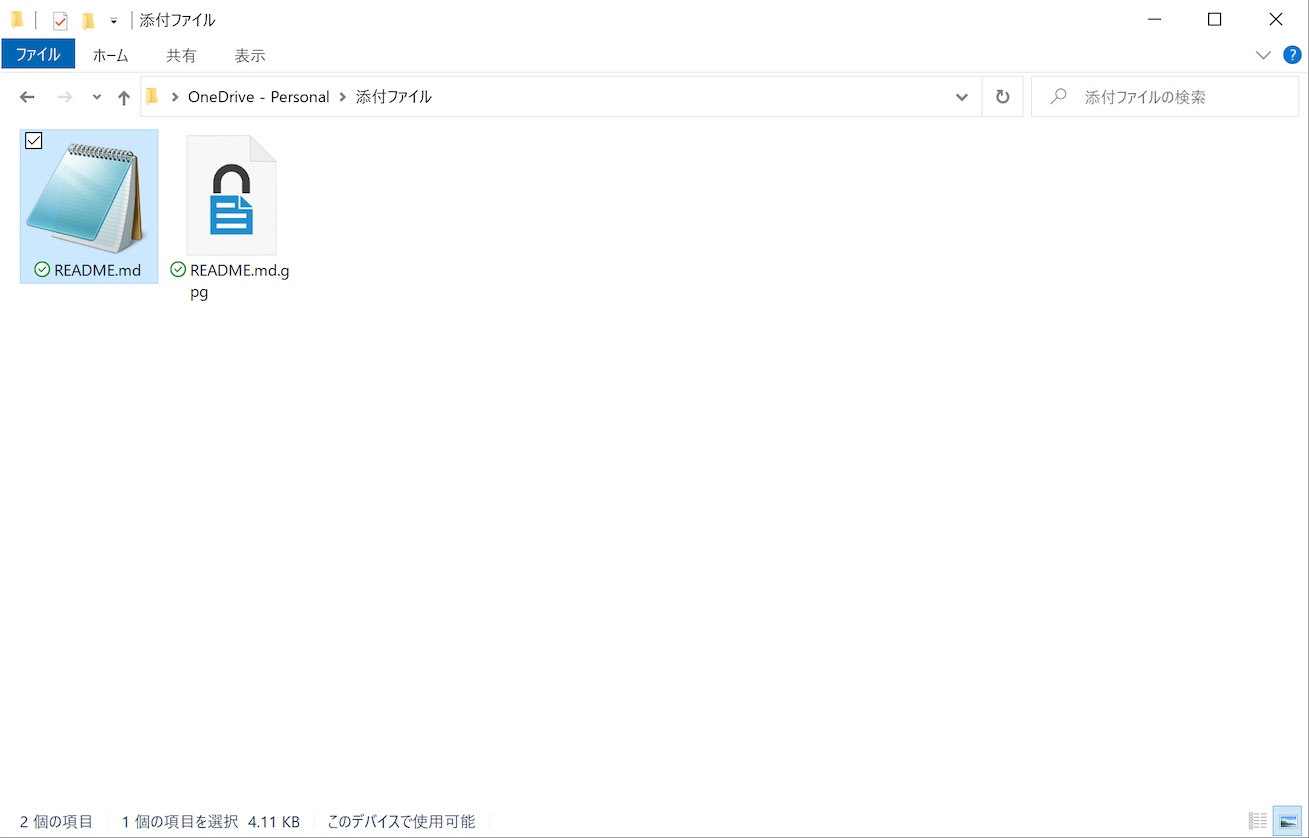 添付ファイル
ファイル ホーム 共有 表示 ?
OneDrive - Personal 添付ファイル 添付ファイルの検索
README.md
README.md.g
pg
2 個の項目 1 個の項目を選択 4.11 KB このデバイスで使用可能